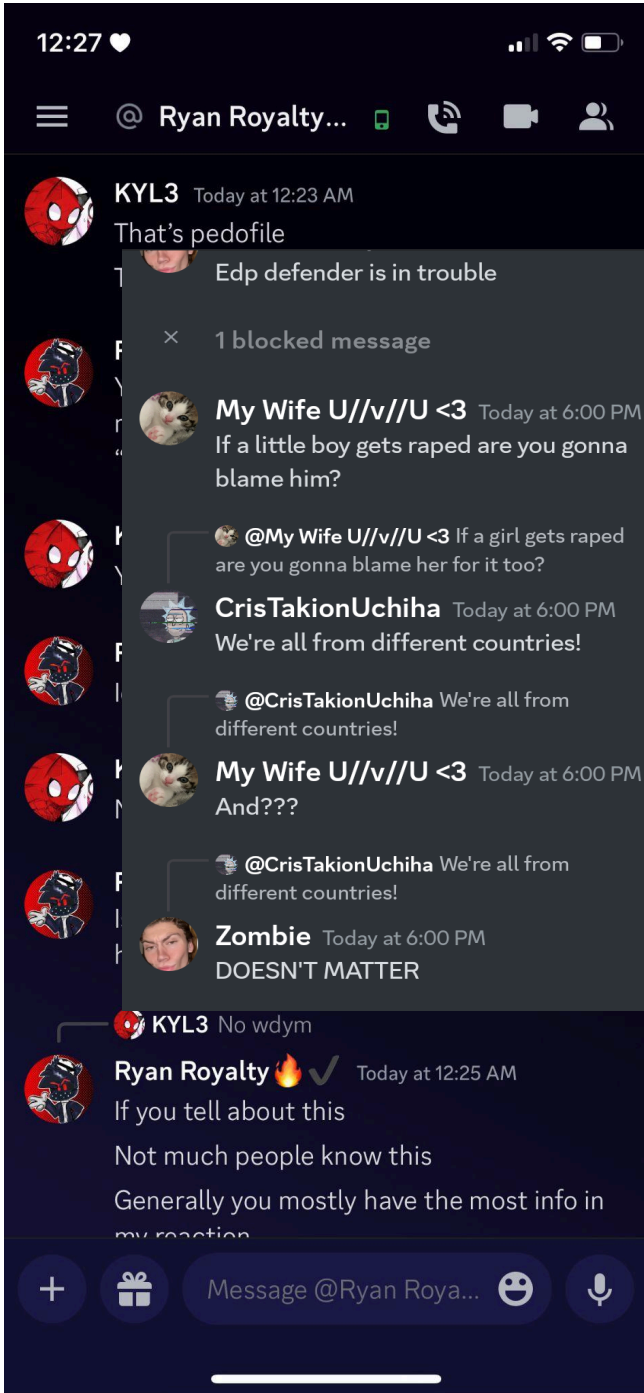 12:27
@ Ryan Royalty...
KYL3 Today at 12:23 AM
That's pedofile
Edp defender is in trouble
1 blocked message
My Wife U//v//U <3 Today at 6:00 PM
If a little boy gets raped are you gonna
blame him?
@My Wife U//v//U <3 If a girl gets raped
are you gonna blame her for it too?
CrisTakionUchiha Today at 6:00 PM
We're all from different countries!
@CrisTakionUchiha We're all from
different countries!
My Wife U//v//U <3 Today at 6:00 PM
And???
@CrisTakionUchiha We're all from
different countries!
Zombie Today at 6:00 PM
DOESN'T MATTER
KYL3 No wdym
Ryan Royalty🔥✔ Today at 12:25 AM
If you tell about this
Not much people know this
Generally you mostly have the most info in
my reaction
Message @Ryan Roya...